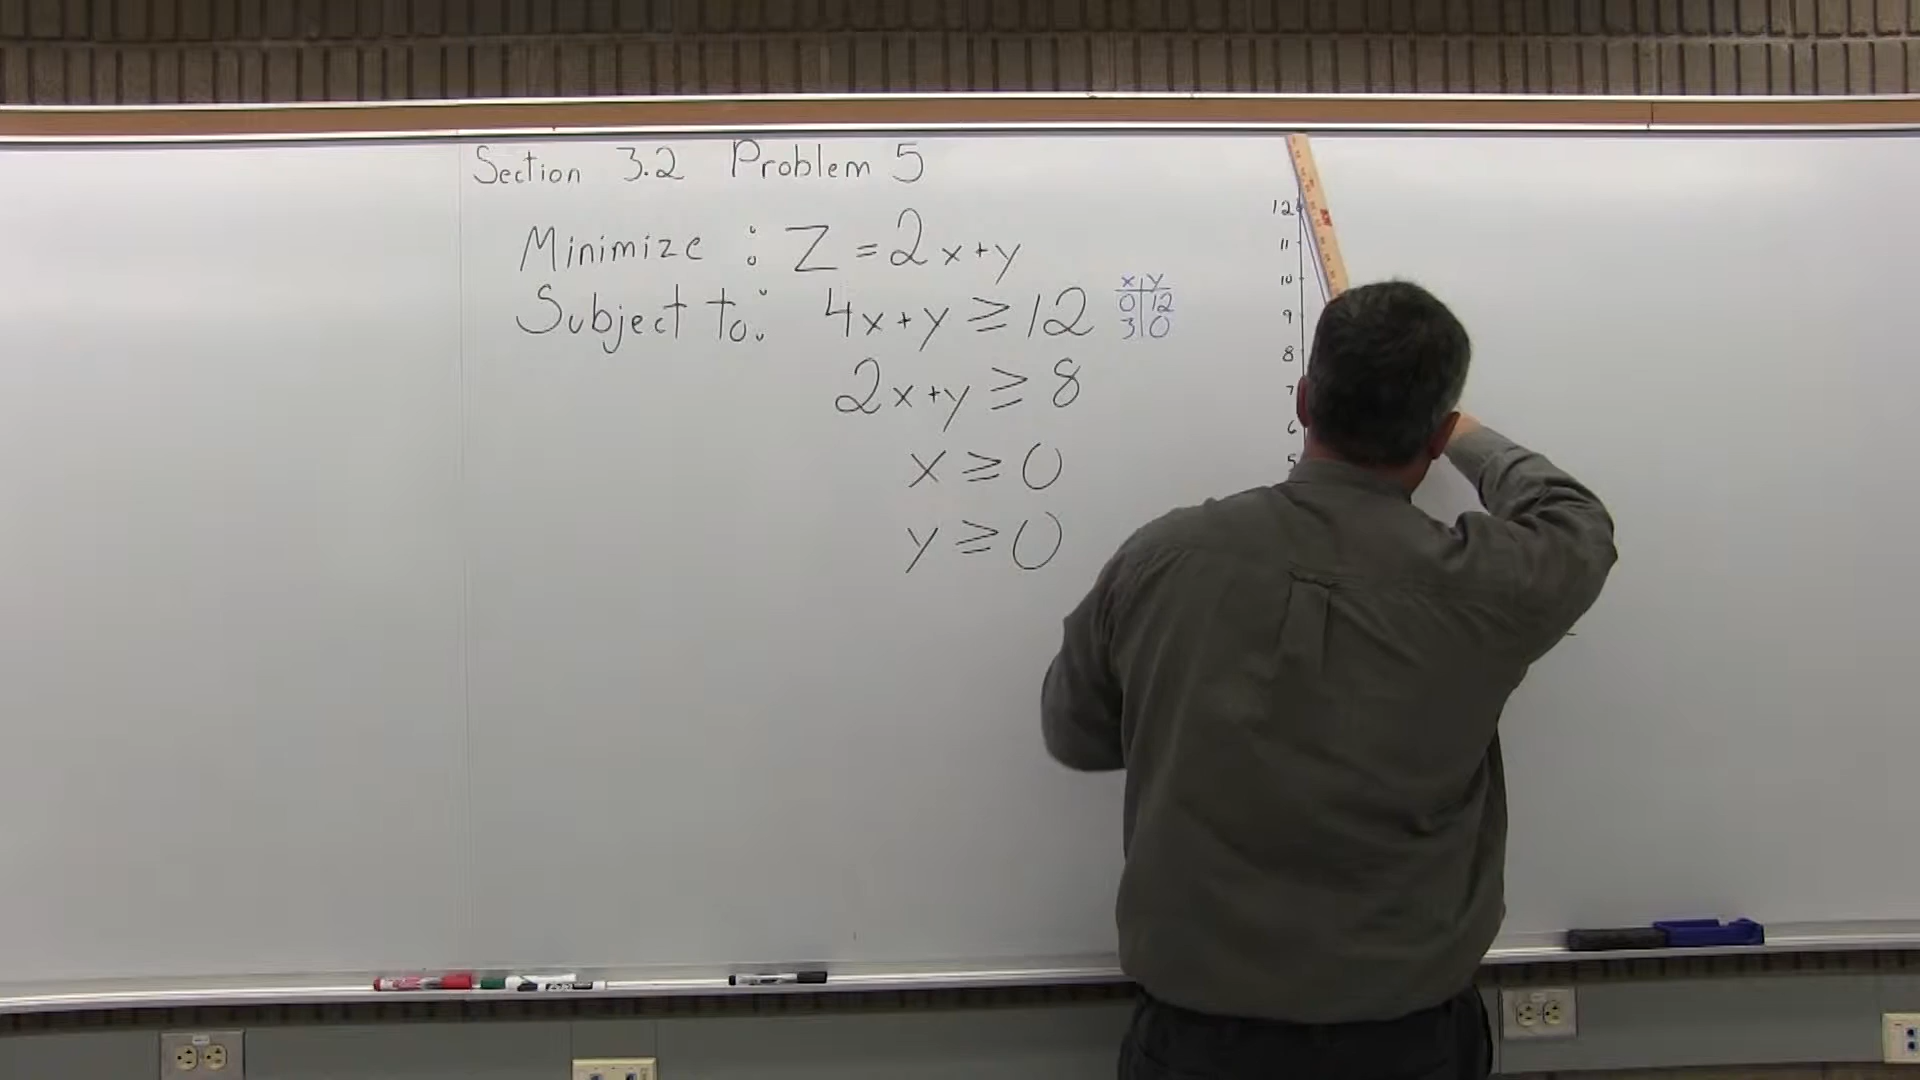 Section 3.2 Problem 5
Minimize : Z = 2x+y
Subject to: 4x+y ≥ 12
2x+y ≥ 8
x ≥ 0
y ≥ 0
x y
0 12
3 0
12
11
10
9
8
7
6
5